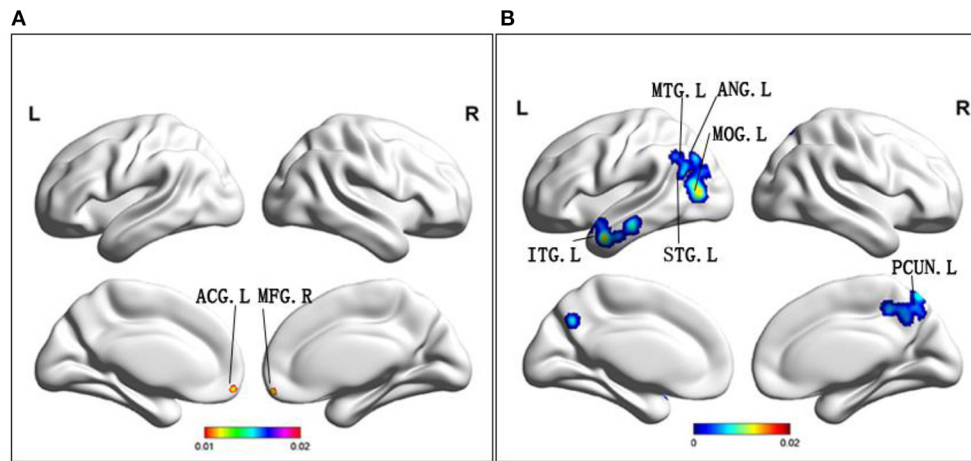 A
B
L
R
L
R
MTG.L
ANG.L
MOG.L
ITG.L
STG.L
ACG.L
MFG.R
PCUN.L
0.01
0.02
0
0.02